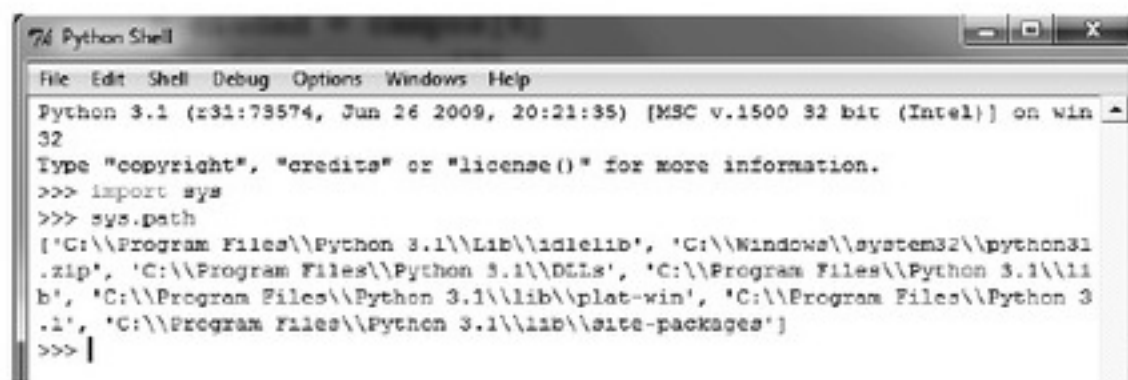 Python Shell
File Edit Shell Debug Options Windows Help
Python 3.1 (r31:73574, Jun 26 2009, 20:21:35) [MSC v.1500 32 bit (Intel)] on win
32
Type "copyright", "credits" or "license()" for more information.
>>> import sys
>>> sys.path
['C:\\Program Files\\Python 3.1\\Lib\\idlelib', 'C:\\Windows\\system32\\python31
.zip', 'C:\\Program Files\\Python 3.1\\DLLs', 'C:\\Program Files\\Python 3.1\\li
b', 'C:\\Program Files\\Python 3.1\\lib\\plat-win', 'C:\\Program Files\\Python 3
.1', 'C:\\Program Files\\Python 3.1\\lib\\site-packages']
>>>